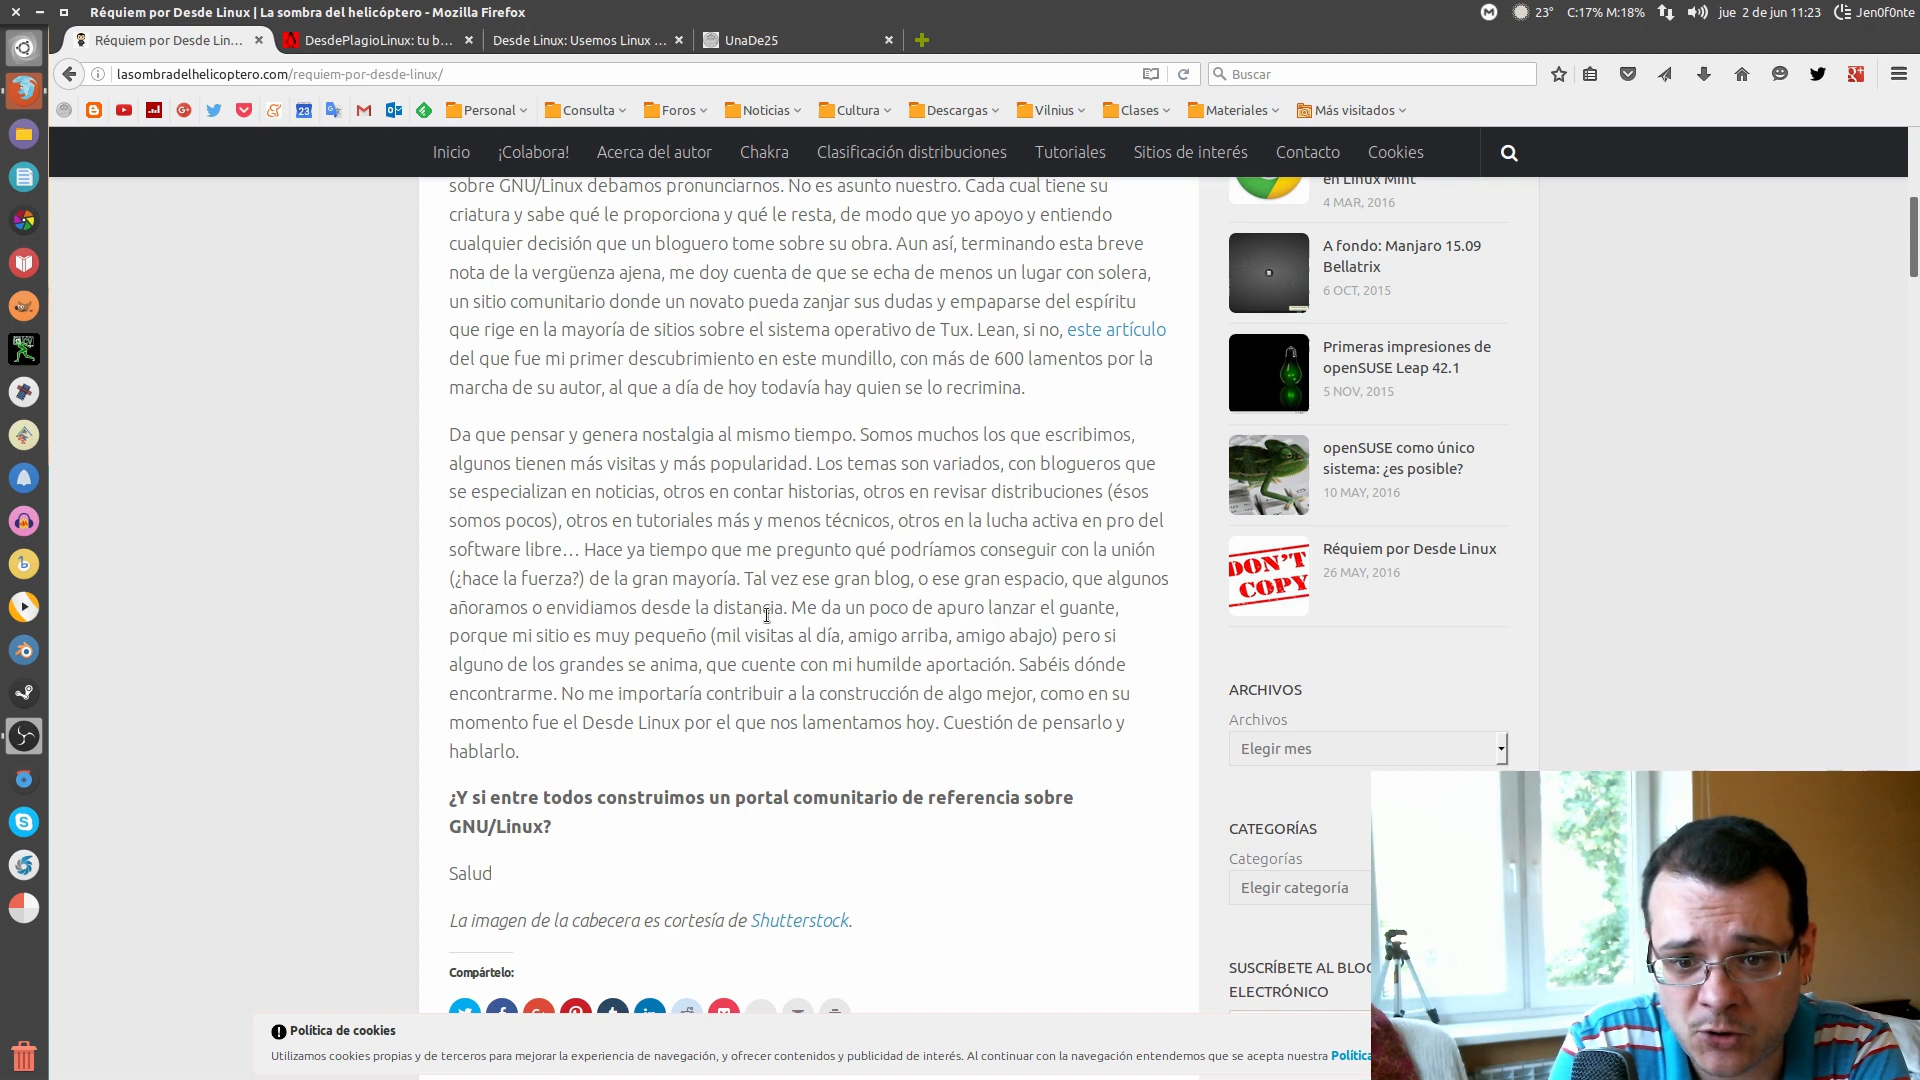 Réquiem por Desde Linux | La sombra del helicóptero - Mozilla Firefox
23° C:17% M:18% jue 2 de jun 11:23 Jen0f0nte
Réquiem por Desde Lin...
DesdePlagioLinux: tu b...
Desde Linux: Usemos Linux ...
UnaDe25
lasombradelhelicoptero.com/requiem-por-desde-linux/
Buscar
Personal
Consulta
Foros
Noticias
Cultura
Descargas
Vilnius
Clases
Materiales
Más visitados
Inicio
¡Colabora!
Acerca del autor
Chakra
Clasificación distribuciones
Tutoriales
Sitios de interés
Contacto
Cookies
sobre GNU/Linux debamos pronunciarnos. No es asunto nuestro. Cada cual tiene su
criatura y sabe qué le proporciona y qué le resta, de modo que yo apoyo y entiendo
cualquier decisión que un bloguero tome sobre su obra. Aun así, terminando esta breve
nota de la vergüenza ajena, me doy cuenta de que se echa de menos un lugar con solera,
un sitio comunitario donde un novato pueda zanjar sus dudas y empaparse del espíritu
que rige en la mayoría de sitios sobre el sistema operativo de Tux. Lean, si no, este artículo
del que fue mi primer descubrimiento en este mundillo, con más de 600 lamentos por la
marcha de su autor, al que a día de hoy todavía hay quien se lo recrimina.
Da que pensar y genera nostalgia al mismo tiempo. Somos muchos los que escribimos,
algunos tienen más visitas y más popularidad. Los temas son variados, con blogueros que
se especializan en noticias, otros en contar historias, otros en revisar distribuciones (ésos
somos pocos), otros en tutoriales más y menos técnicos, otros en la lucha activa en pro del
software libre... Hace ya tiempo que me pregunto qué podríamos conseguir con la unión
(¿hace la fuerza?) de la gran mayoría. Tal vez ese gran blog, o ese gran espacio, que algunos
añoramos o envidiamos desde la distancia. Me da un poco de apuro lanzar el guante,
porque mi sitio es muy pequeño (mil visitas al día, amigo arriba, amigo abajo) pero si
alguno de los grandes se anima, que cuente con mi humilde aportación. Sabéis dónde
encontrarme. No me importaría contribuir a la construcción de algo mejor, como en su
momento fue el Desde Linux por el que nos lamentamos hoy. Cuestión de pensarlo y
hablarlo.
¿Y si entre todos construimos un portal comunitario de referencia sobre
GNU/Linux?
Salud
La imagen de la cabecera es cortesía de Shutterstock.
Compártelo:
en Linux Mint
4 MAR, 2016
A fondo: Manjaro 15.09
Bellatrix
6 OCT, 2015
Primeras impresiones de
openSUSE Leap 42.1
5 NOV, 2015
openSUSE como único
sistema: ¿es posible?
10 MAY, 2016
DON'T
COPY
Réquiem por Desde Linux
26 MAY, 2016
ARCHIVOS
Archivos
Elegir mes
CATEGORÍAS
Categorías
Elegir categoría
SUSCRÍBETE AL BLOG
ELECTRÓNICO
Política de cookies
Utilizamos cookies propias y de terceros para mejorar la experiencia de navegación, y ofrecer contenidos y publicidad de interés. Al continuar con la navegación entendemos que se acepta nuestra Política